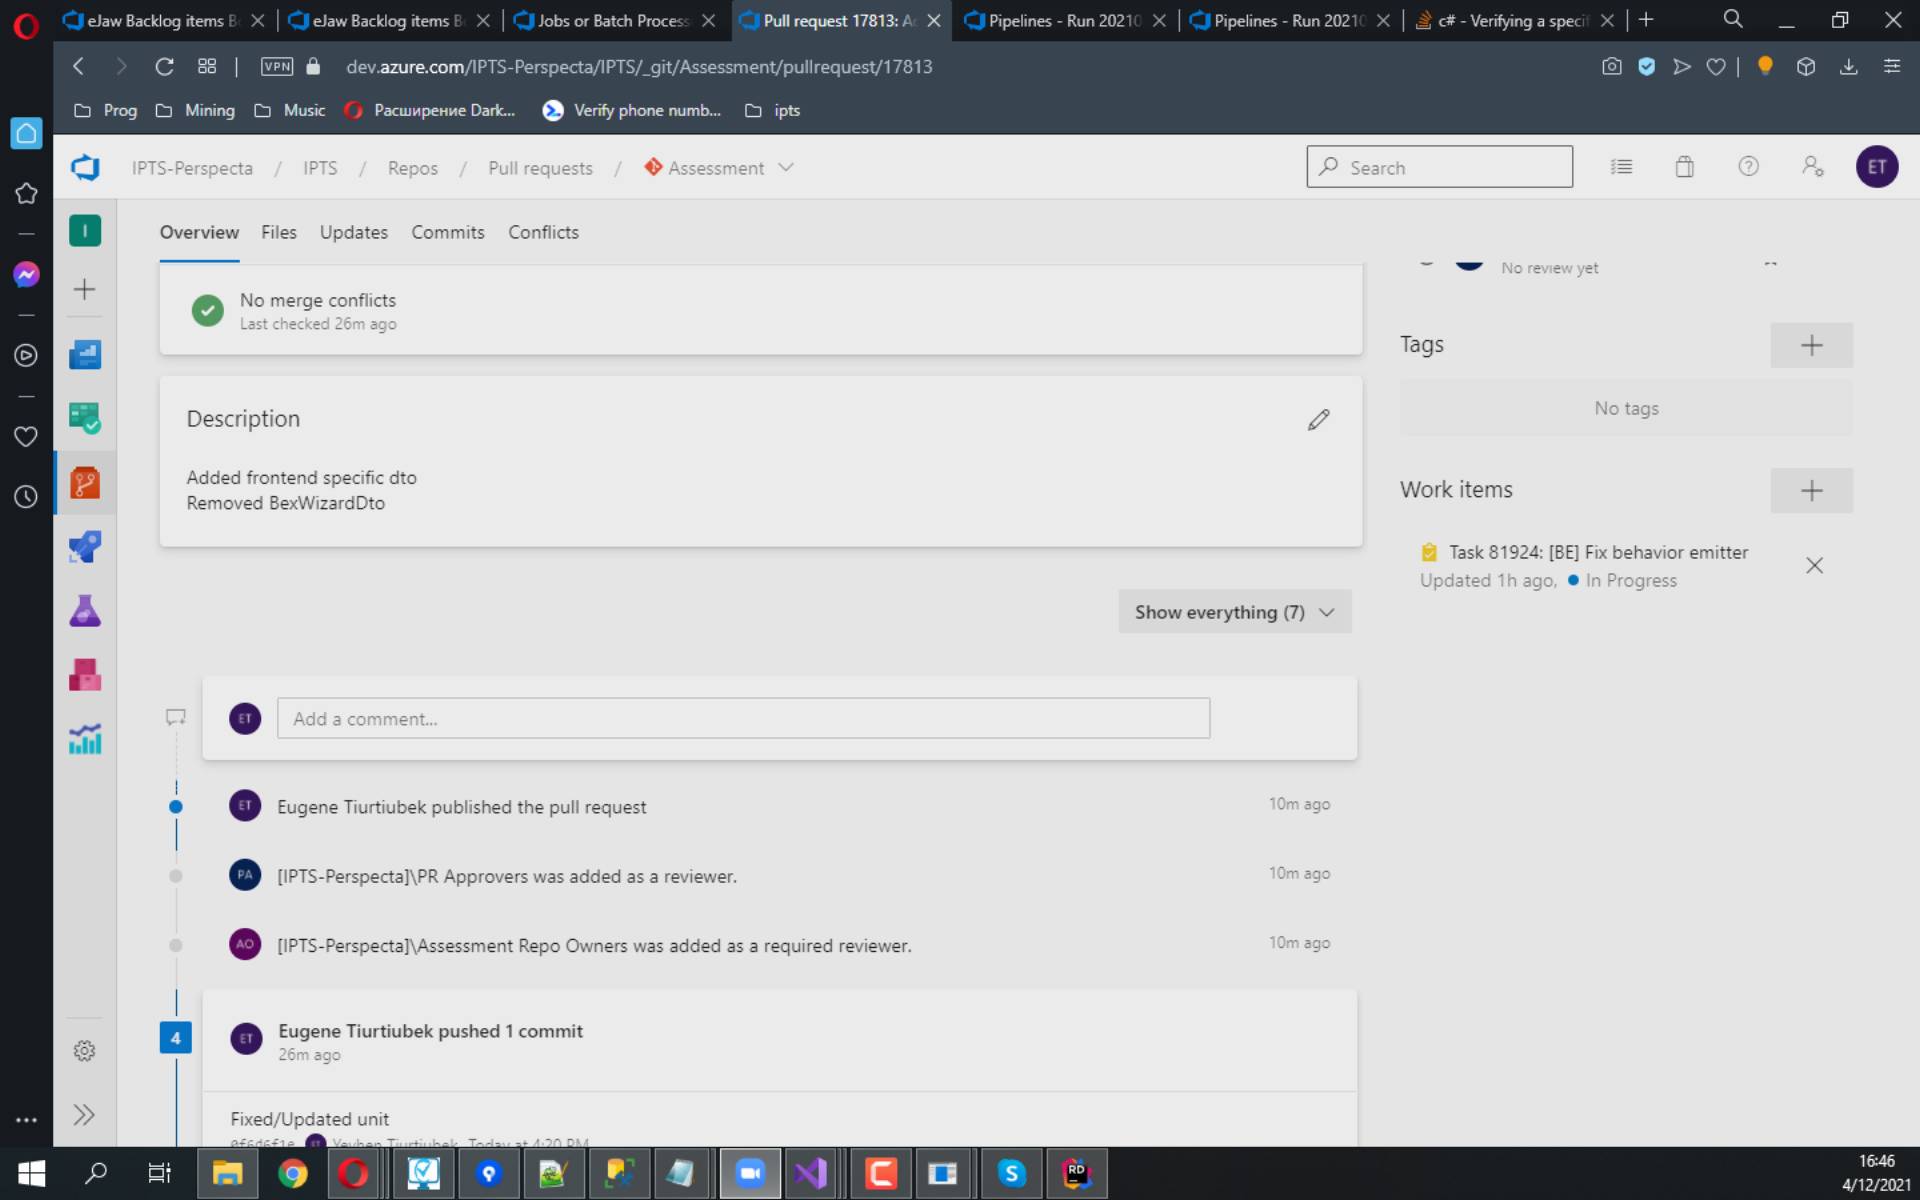 eJaw Backlog items B
eJaw Backlog items B
Jobs or Batch Process
Pull request 17813: A
Pipelines - Run 20210
Pipelines - Run 20210
c# - Verifying a specif
VPN
dev.azure.com/IPTS-Perspecta/IPTS/_git/Assessment/pullrequest/17813
Prog
Mining
Music
Расширение Dark...
Verify phone numb...
ipts
IPTS-Perspecta / IPTS / Repos / Pull requests / Assessment
Search
ET
I
Overview
Files
Updates
Commits
Conflicts
No review yet
No merge conflicts
Last checked 26m ago
Tags
No tags
Description
Added frontend specific dto
Removed BexWizardDto
Work items
Task 81924: [BE] Fix behavior emitter
Updated 1h ago, In Progress
Show everything (7)
ET
Add a comment...
ET
Eugene Tiurtiubek published the pull request
10m ago
PA
[IPTS-Perspecta]\PR Approvers was added as a reviewer.
10m ago
AO
[IPTS-Perspecta]\Assessment Repo Owners was added as a required reviewer.
10m ago
4
ET
Eugene Tiurtiubek pushed 1 commit
26m ago
Fixed/Updated unit
0f6d6f1e ET Yevhen Tiurtiubek Today at 4:20 PM
RD
16:46
4/12/2021